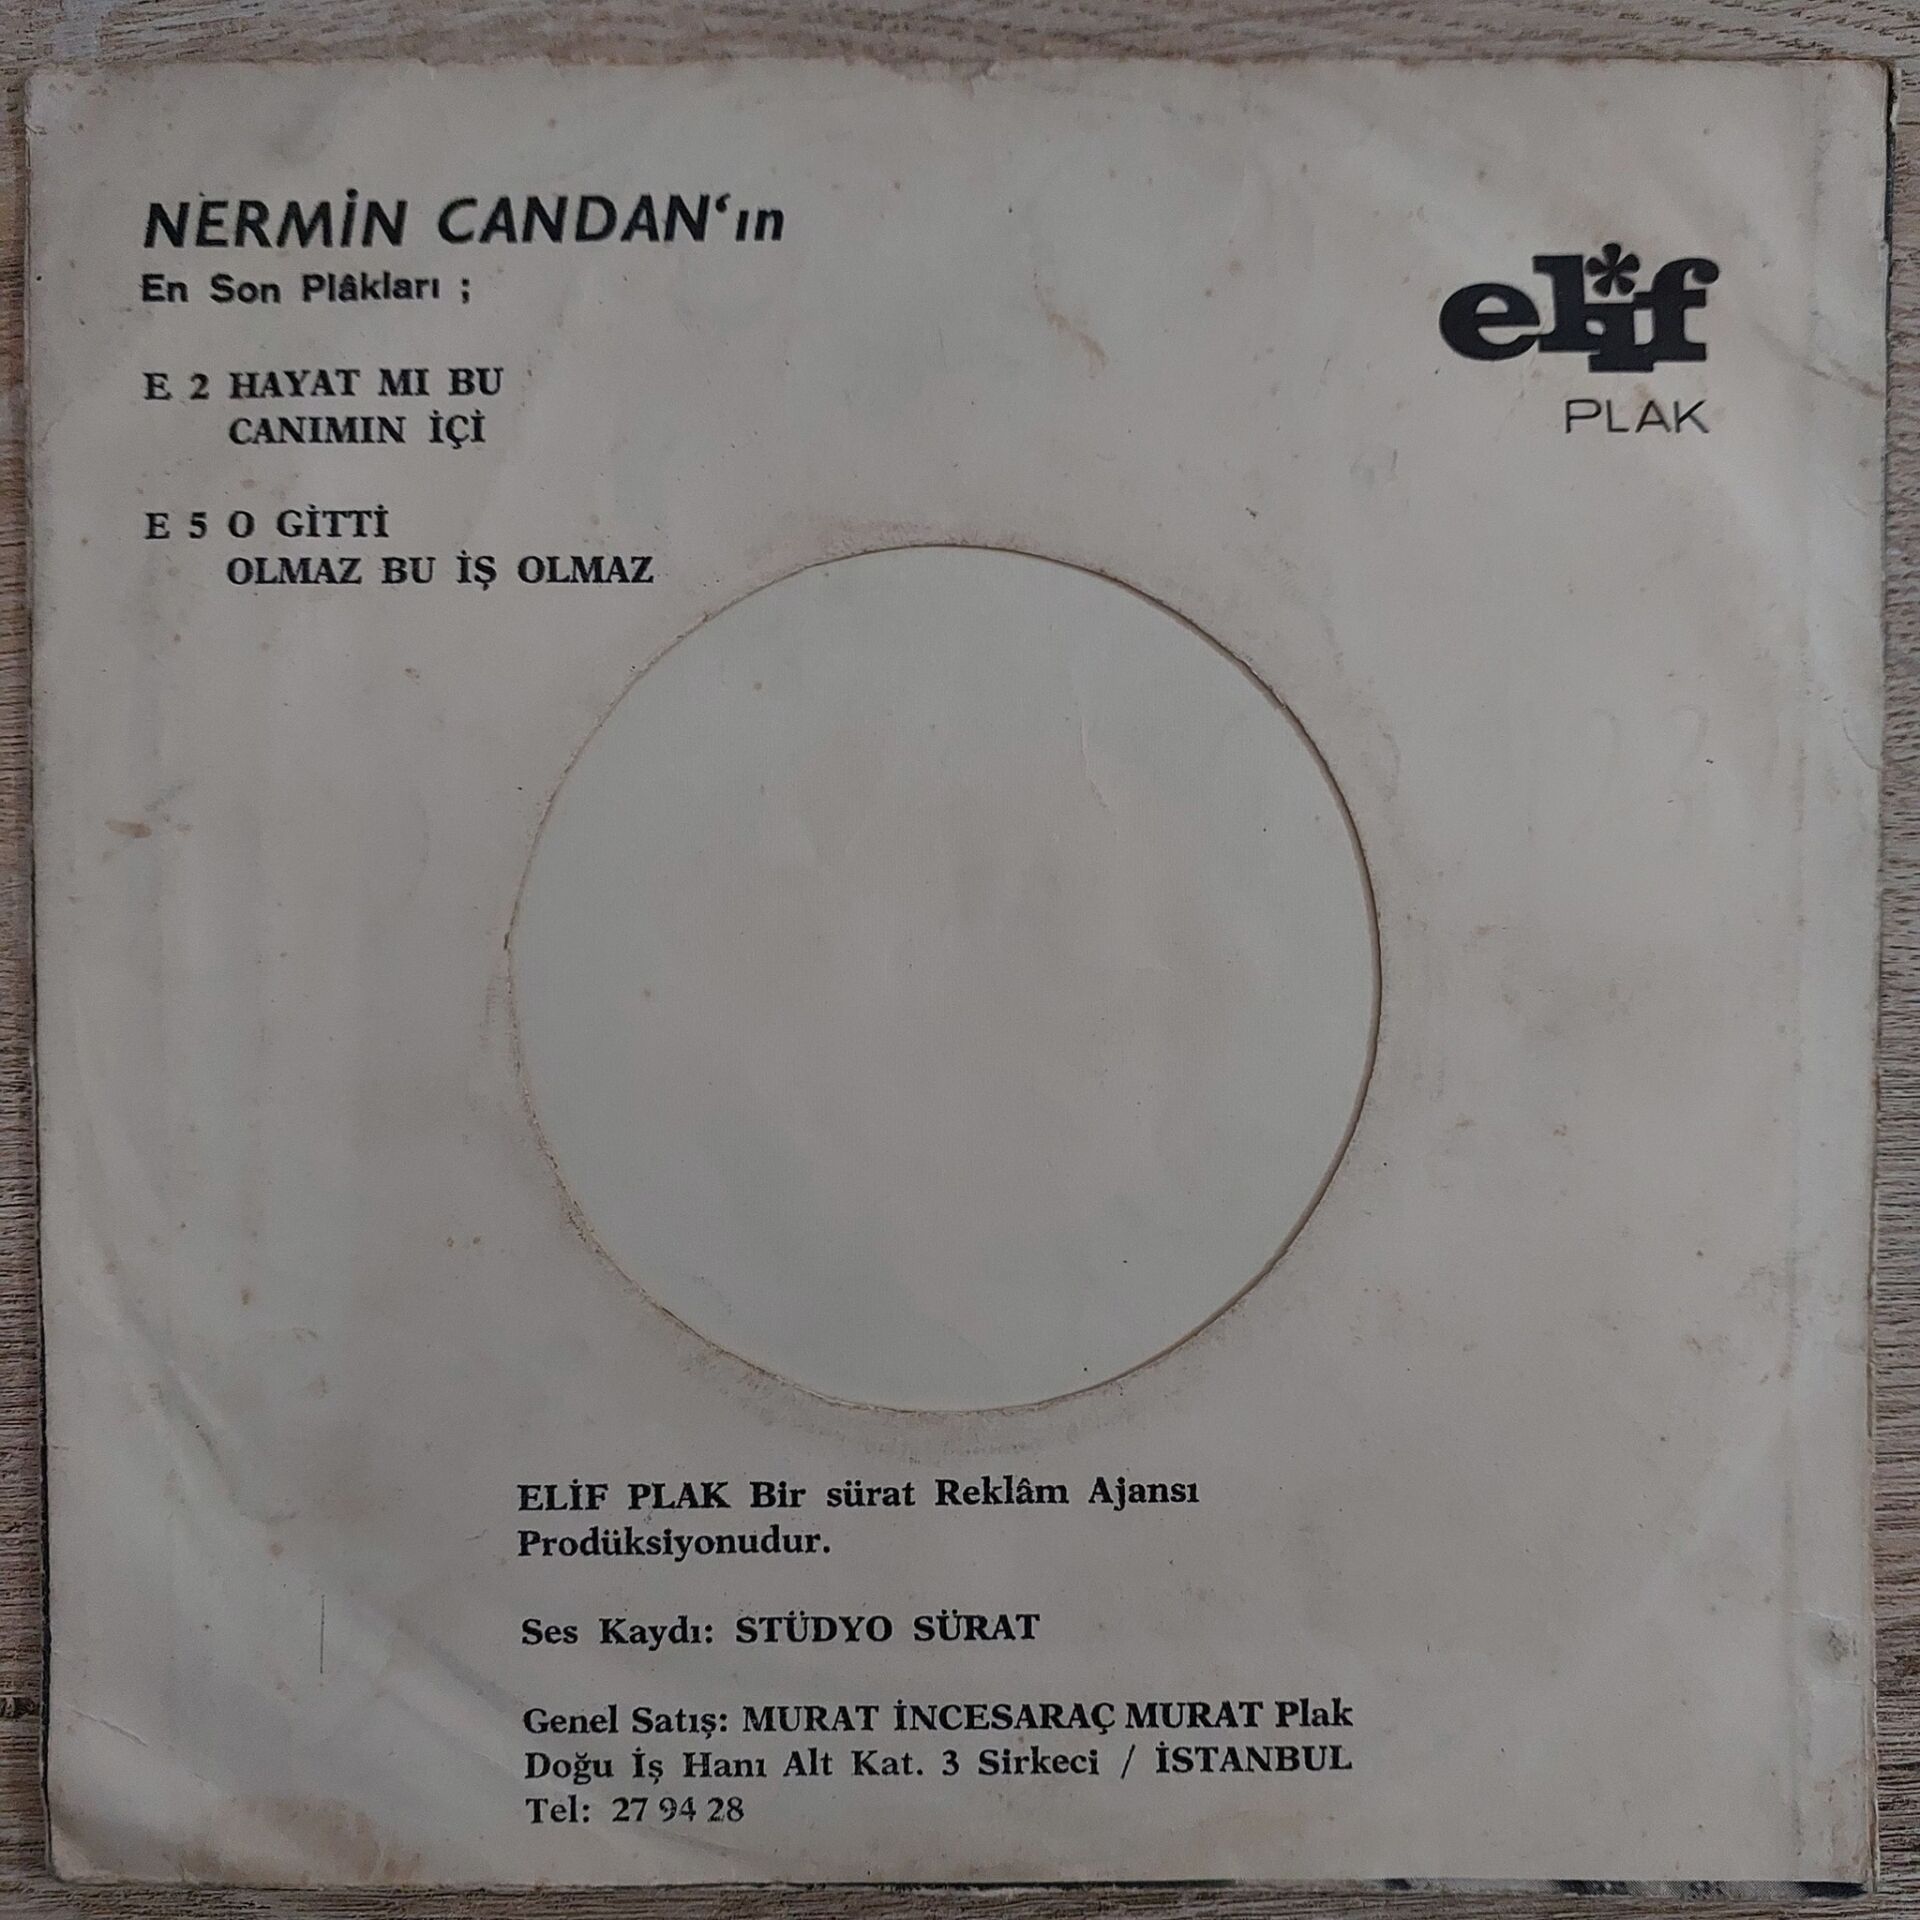 NERMİN CANDAN‘ın
En Son Plâkları ;
elif
PLAK
E 2 HAYAT MI BU
CANIMIN İÇİ
E 5 O GİTTİ
OLMAZ BU İŞ OLMAZ
ELİF PLAK Bir sürat Reklâm Ajansı
Prodüksiyonudur.
Ses Kaydı: STÜDYO SÜRAT
Genel Satış: MURAT İNCESARAÇ MURAT Plak
Doğu İş Hanı Alt Kat. 3 Sirkeci / İSTANBUL
Tel: 27 94 28